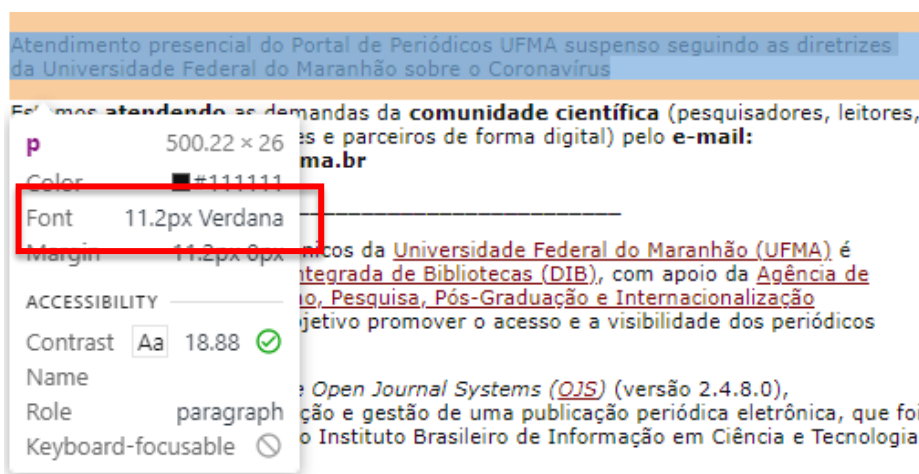 Atendimento presencial do Portal de Periódicos UFMA suspenso seguindo as diretrizes
da Universidade Federal do Maranhão sobre o Coronavírus
mos atendendo as demandas da comunidade científica (pesquisadores, leitores,
s e parceiros de forma digital) pelo e-mail:
ma.br
p 500.22 × 26
Color #111111
Font 11.2px Verdana
Margin 11.2px 0px
ACCESSIBILITY
Contrast Aa 18.88
Name
Role paragraph
Keyboard-focusable
nicos da Universidade Federal do Maranhão (UFMA) é
ntegrada de Bibliotecas (DIB), com apoio da Agência de
o, Pesquisa, Pós-Graduação e Internacionalização
jetivo promover o acesso e a visibilidade dos periódicos
Open Journal Systems (OJS) (versão 2.4.8.0),
ção e gestão de uma publicação periódica eletrônica, que foi
o Instituto Brasileiro de Informação em Ciência e Tecnologia